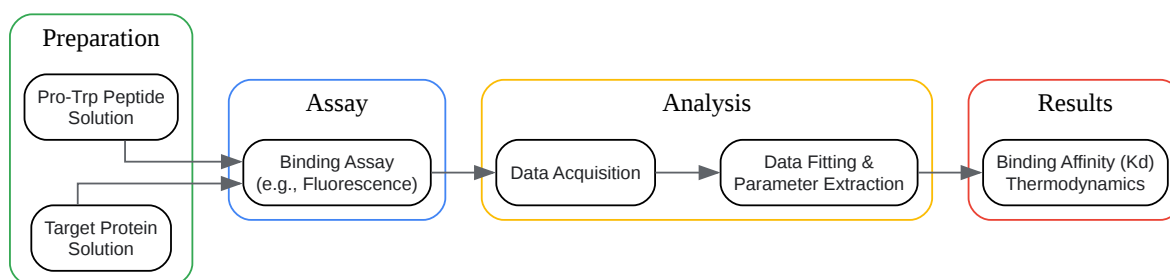 Preparation
Pro-Trp Peptide
Solution
Target Protein
Solution
Assay
Binding Assay
(e.g., Fluorescence)
Analysis
Data Acquisition
Data Fitting &
Parameter Extraction
Results
Binding Affinity (Kd)
Thermodynamics